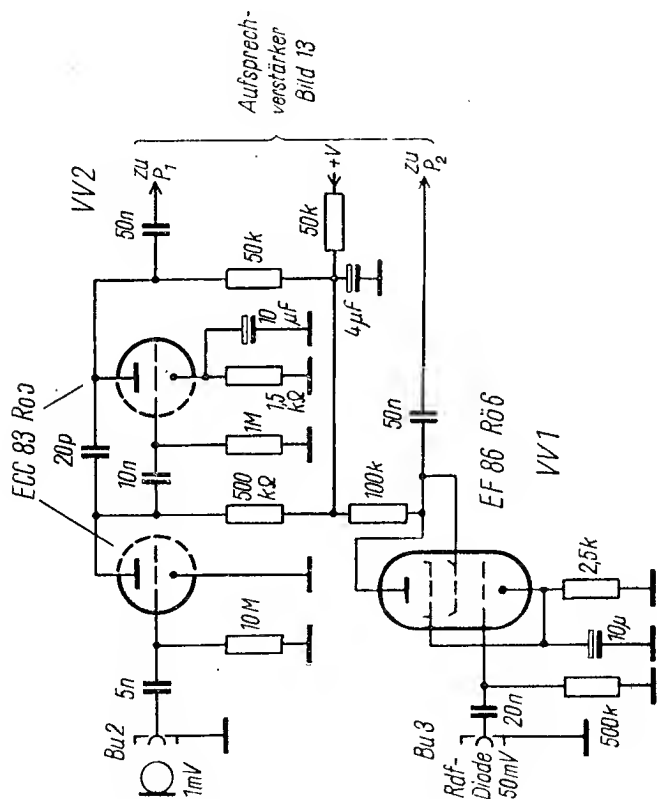 ECC 83 Rö3
VV2
20p
50n
zu
P₁
Aufsprech-
verstärker
Bild 13
Bu2
1mV
5n
10M
10n
500
kΩ
1M
1,5
kΩ
10
µF
50k
50k
+V
4µF
100k
50n
zu
P₂
EF 86 Rö6
VV1
Bu3
Rdf-
Diode
50mV
20n
500k
10µ
2,5k